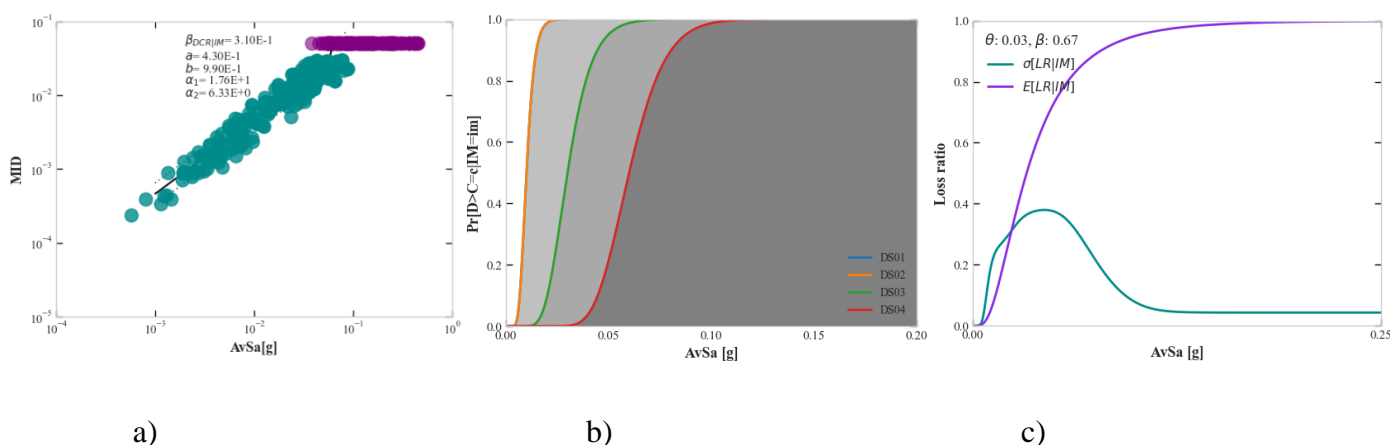 β_{DCR|IM} = 3.10E-1
a = 4.30E-1
b = 9.90E-1
α₁ = 1.76E+1
α₂ = 6.33E+0
MID
10⁻¹
10⁻²
10⁻³
10⁻⁴
10⁻⁵
10⁻⁴ 10⁻³ 10⁻² 10⁻¹ 10⁰
AvSa[g]
Pr[D>C=c|IM=im]
1.0
0.8
0.6
0.4
0.2
0.0
DS01
DS02
DS03
DS04
0.00 0.05 0.10 0.15 0.20
AvSa [g]
Loss ratio
1.0
0.8
0.6
0.4
0.2
0.0
θ: 0.03, β: 0.67
σ[LR|IM]
E[LR|IM]
0.00 0.25
AvSa [g]
a) b) c)